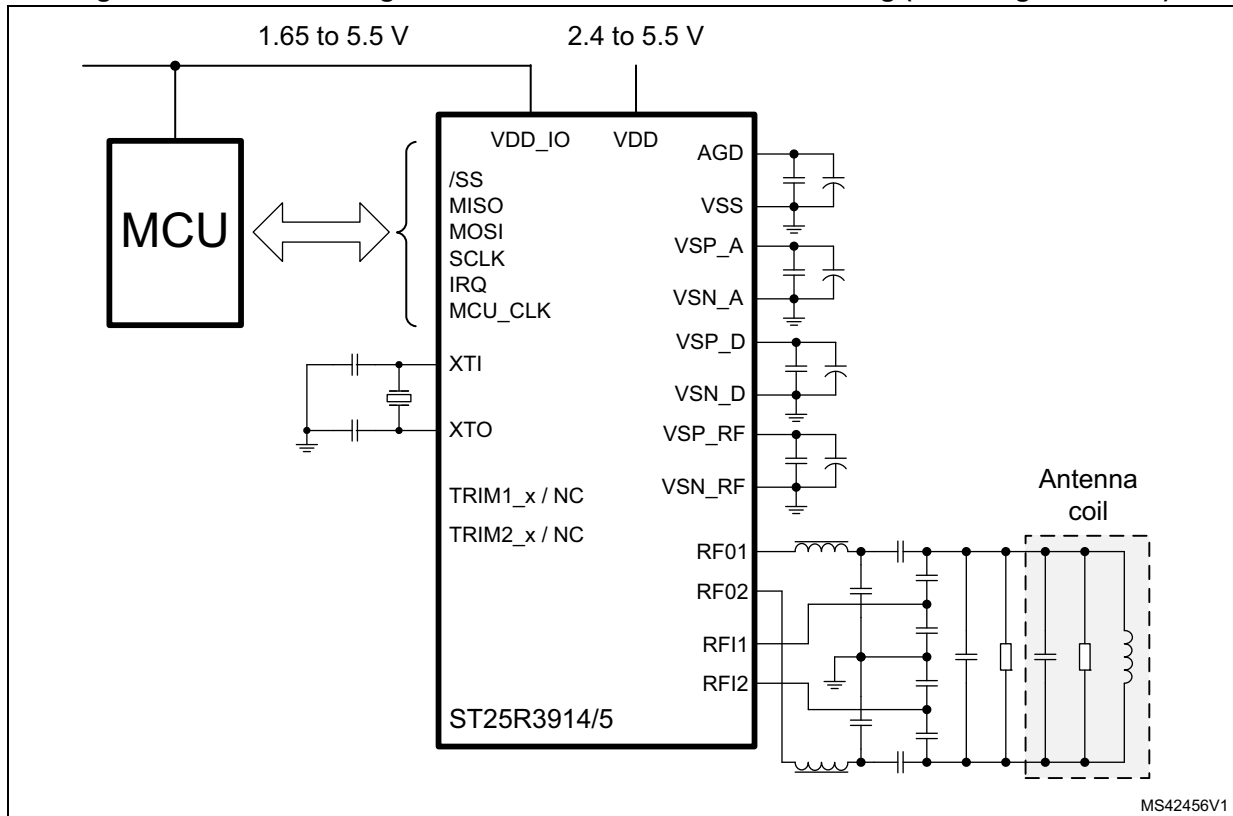 1.65 to 5.5 V
2.4 to 5.5 V
MCU
VDD_IO
VDD
/SS
MISO
MOSI
SCLK
IRQ
MCU_CLK
XTI
XTO
TRIM1_x / NC
TRIM2_x / NC
ST25R3914/5
AGD
VSS
VSP_A
VSN_A
VSP_D
VSN_D
VSP_RF
VSN_RF
RF01
RF02
RFI1
RFI2
Antenna
coil
MS42456V1